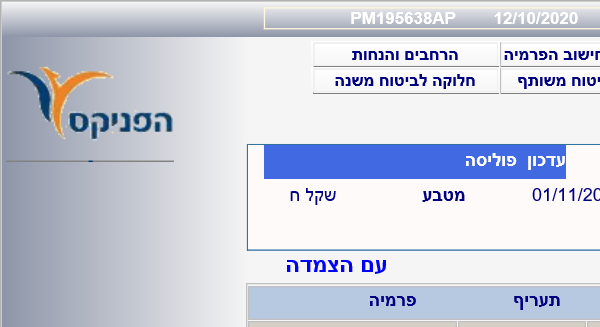 PM195638AP 12/10/2020
חישוב הפרמיה הרחבים והנחות
ביטוח משותף חלוקה לביטוח משנה
הפניקס
עדכון פוליסה
01/11/20 מטבע שקל ח
עם הצמדה
תעריף פרמיה